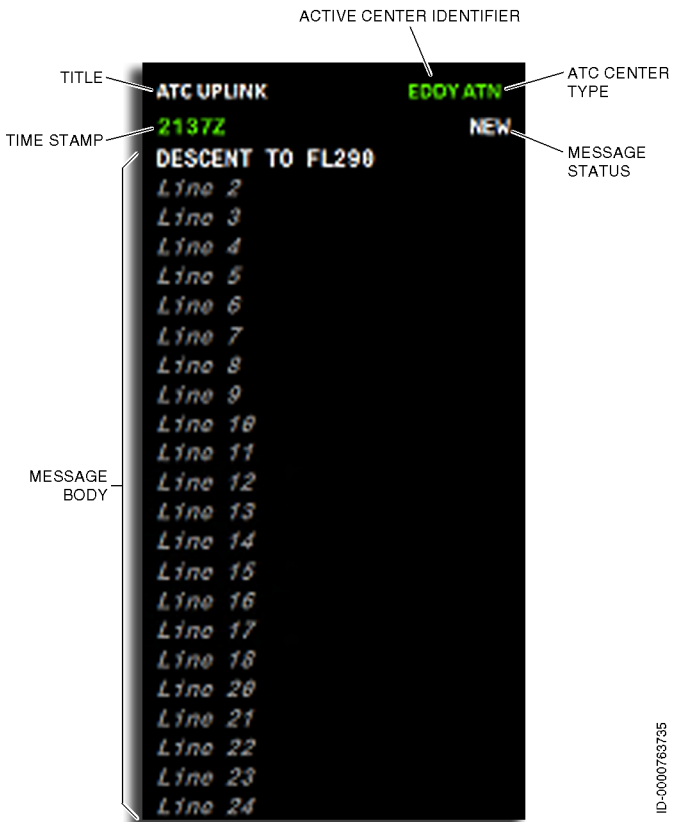 ACTIVE CENTER IDENTIFIER
TITLE
ATC UPLINK
EDDY ATN
ATC CENTER
TYPE
TIME STAMP
2137Z
NEW
MESSAGE
STATUS
DESCENT TO FL290
Line 2
Line 3
Line 4
Line 5
Line 6
Line 7
Line 8
Line 9
Line 10
Line 11
MESSAGE
BODY
Line 12
Line 13
Line 14
Line 15
Line 16
Line 17
Line 18
Line 20
Line 21
Line 22
Line 23
Line 24
ID-0000763735